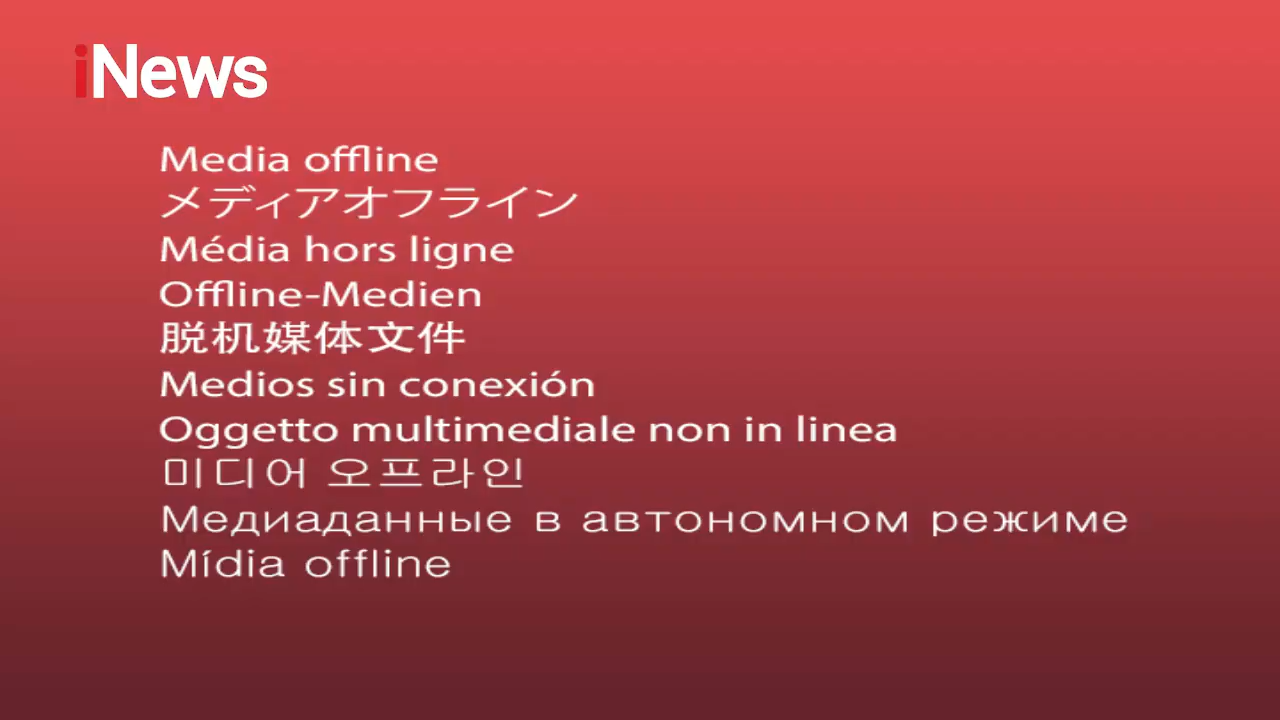 iNews
Media offline
メディアオフライン
Média hors ligne
Offline-Medien
脱机媒体文件
Medios sin conexión
Oggetto multimediale non in linea
미디어 오프라인
Медиаданные в автономном режиме
Mídia offline